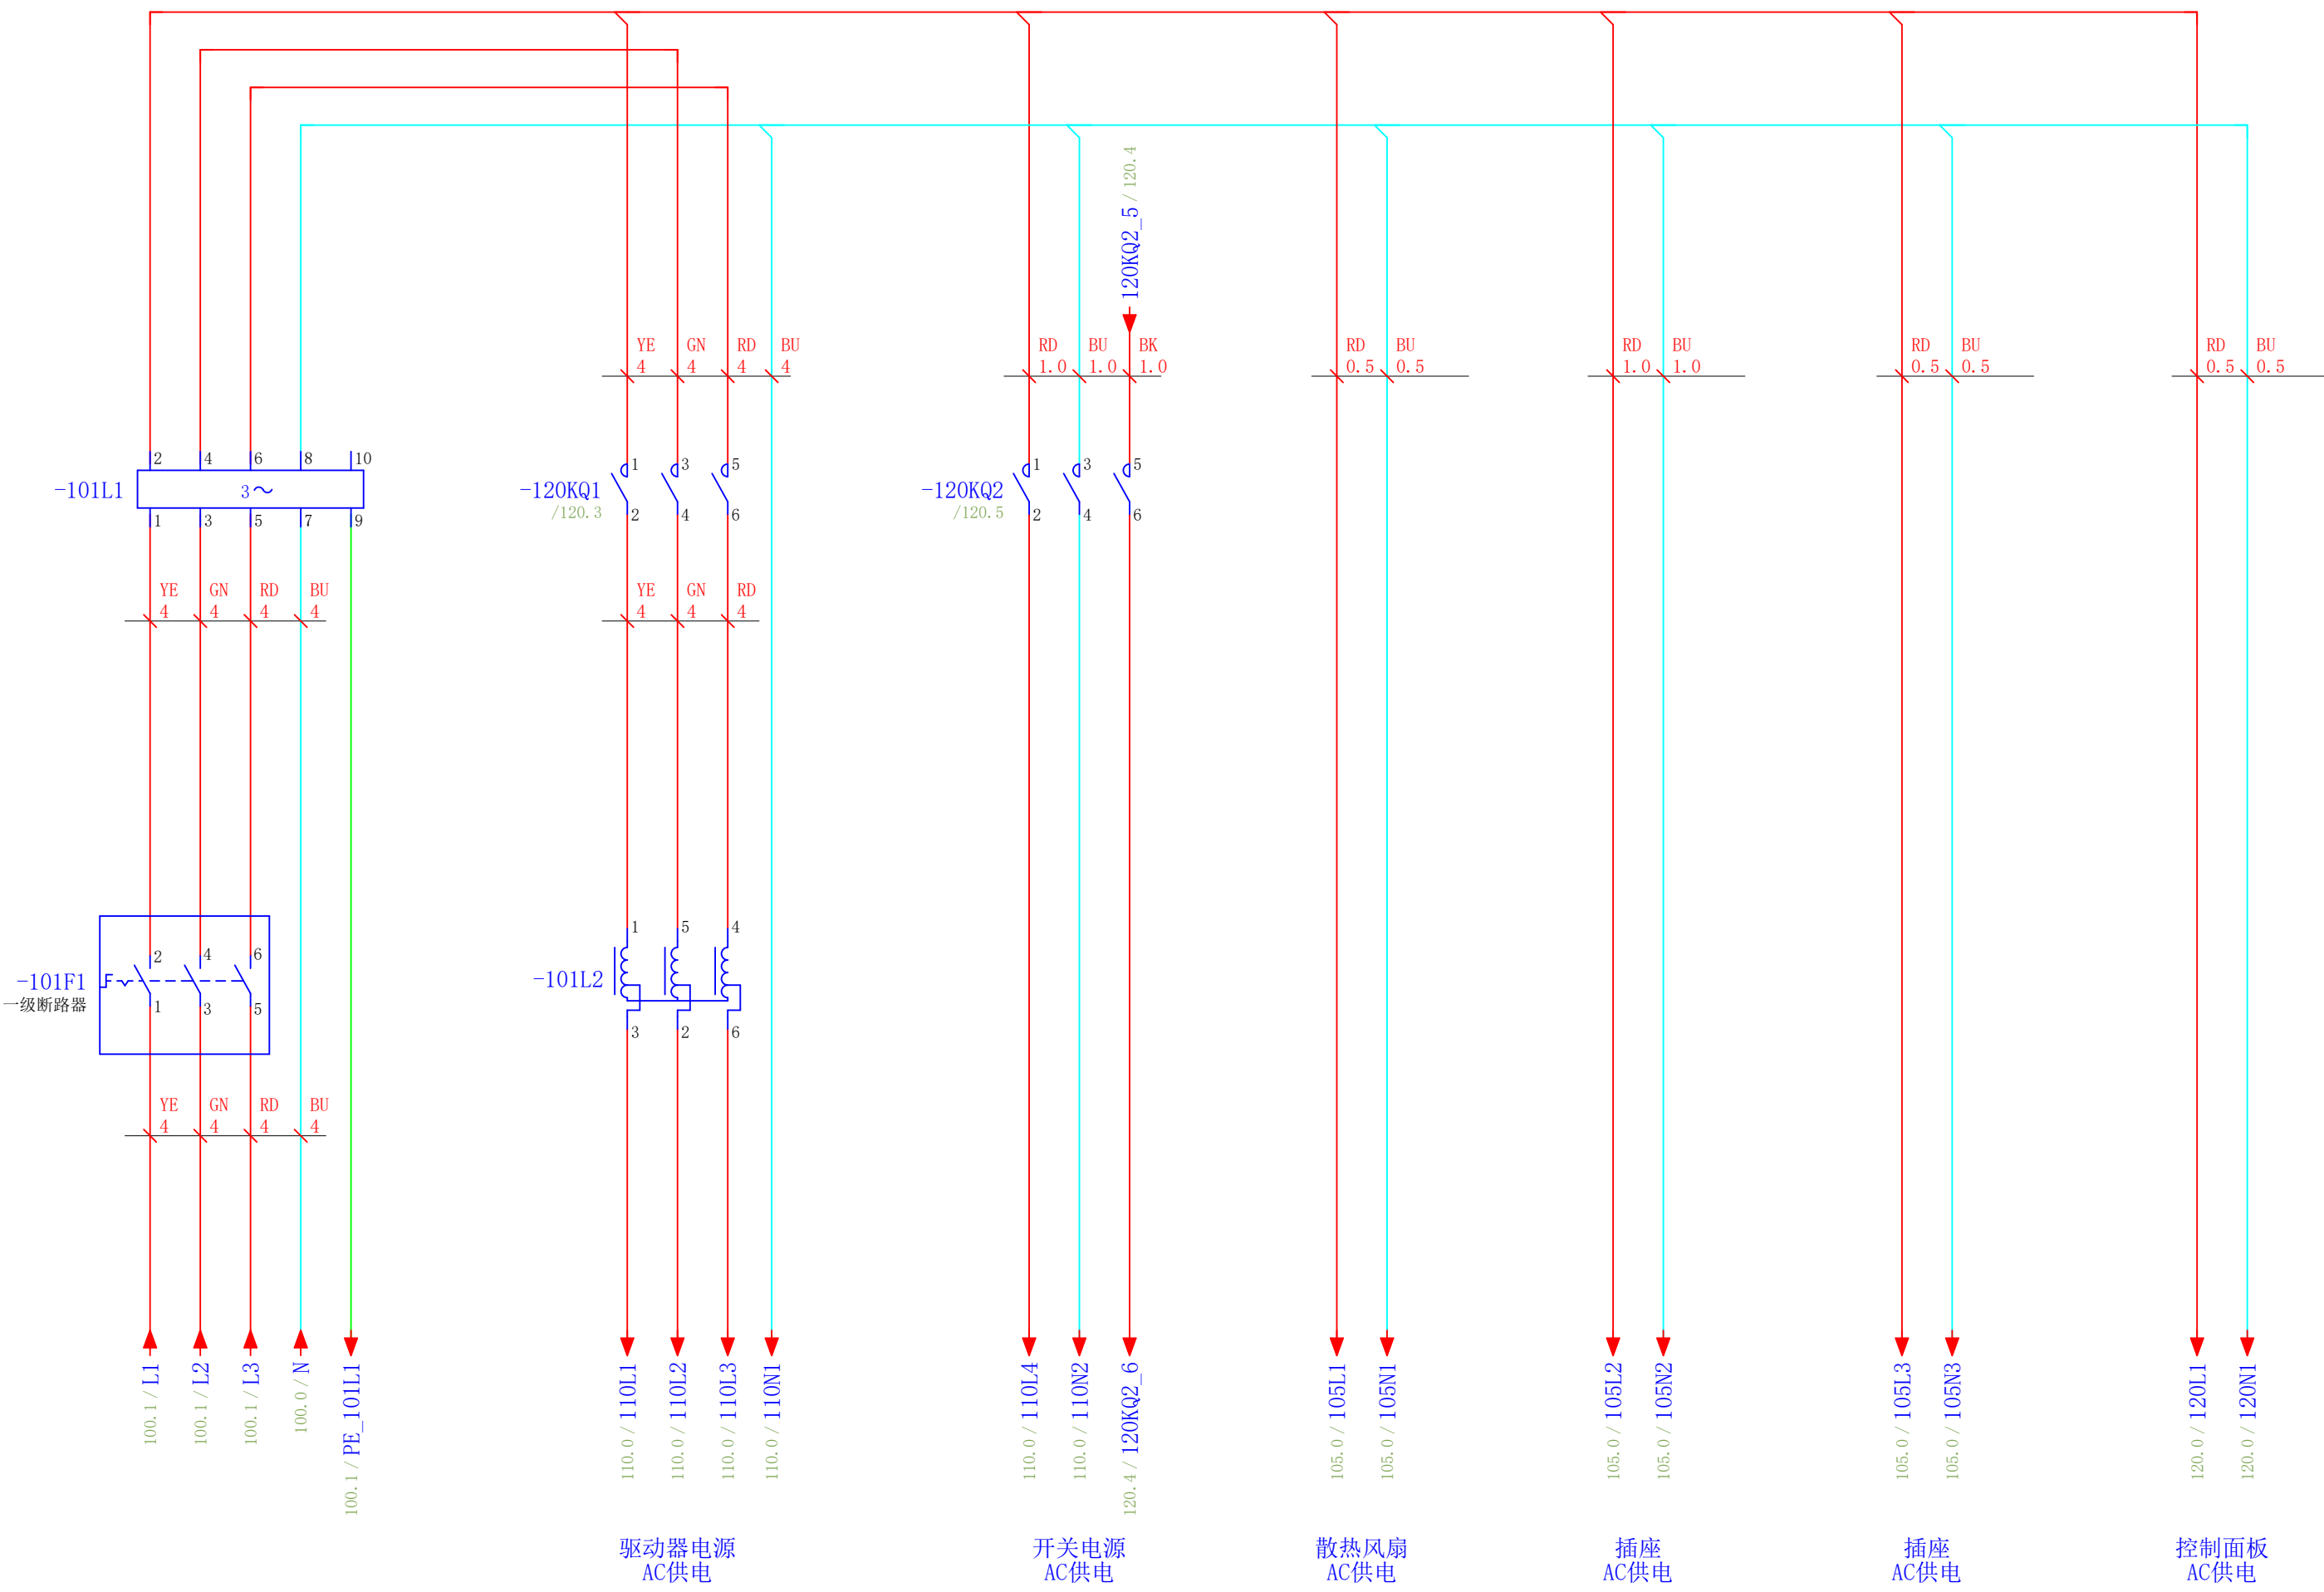 120KQ2_5 / 120.4
YE GN RD BU
4 4 4 4
RD BU BK
1.0 1.0 1.0
RD BU
0.5 0.5
RD BU
1.0 1.0
RD BU
0.5 0.5
RD BU
0.5 0.5
2 4 6 8 10
-101L1
3～
1 3 5 7 9
-120KQ1
/120.3
1 3 5
2 4 6
-120KQ2
/120.5
1 3 5
2 4 6
YE GN RD BU
4 4 4 4
YE GN RD
4 4 4
2 4 6
-101F1
一级断路器
1 3 5
1 5 4
-101L2
3 2 6
YE GN RD BU
4 4 4 4
100.1 / L1
100.1 / L2
100.1 / L3
100.0 / N
100.1 / PE_101L1
110.0 / 110L1
110.0 / 110L2
110.0 / 110L3
110.0 / 110N1
110.0 / 110L4
110.0 / 110N2
120.4 / 120KQ2_6
105.0 / 105L1
105.0 / 105N1
105.0 / 105L2
105.0 / 105N2
105.0 / 105L3
105.0 / 105N3
120.0 / 120L1
120.0 / 120N1
驱动器电源
AC供电
开关电源
AC供电
散热风扇
AC供电
插座
AC供电
插座
AC供电
控制面板
AC供电